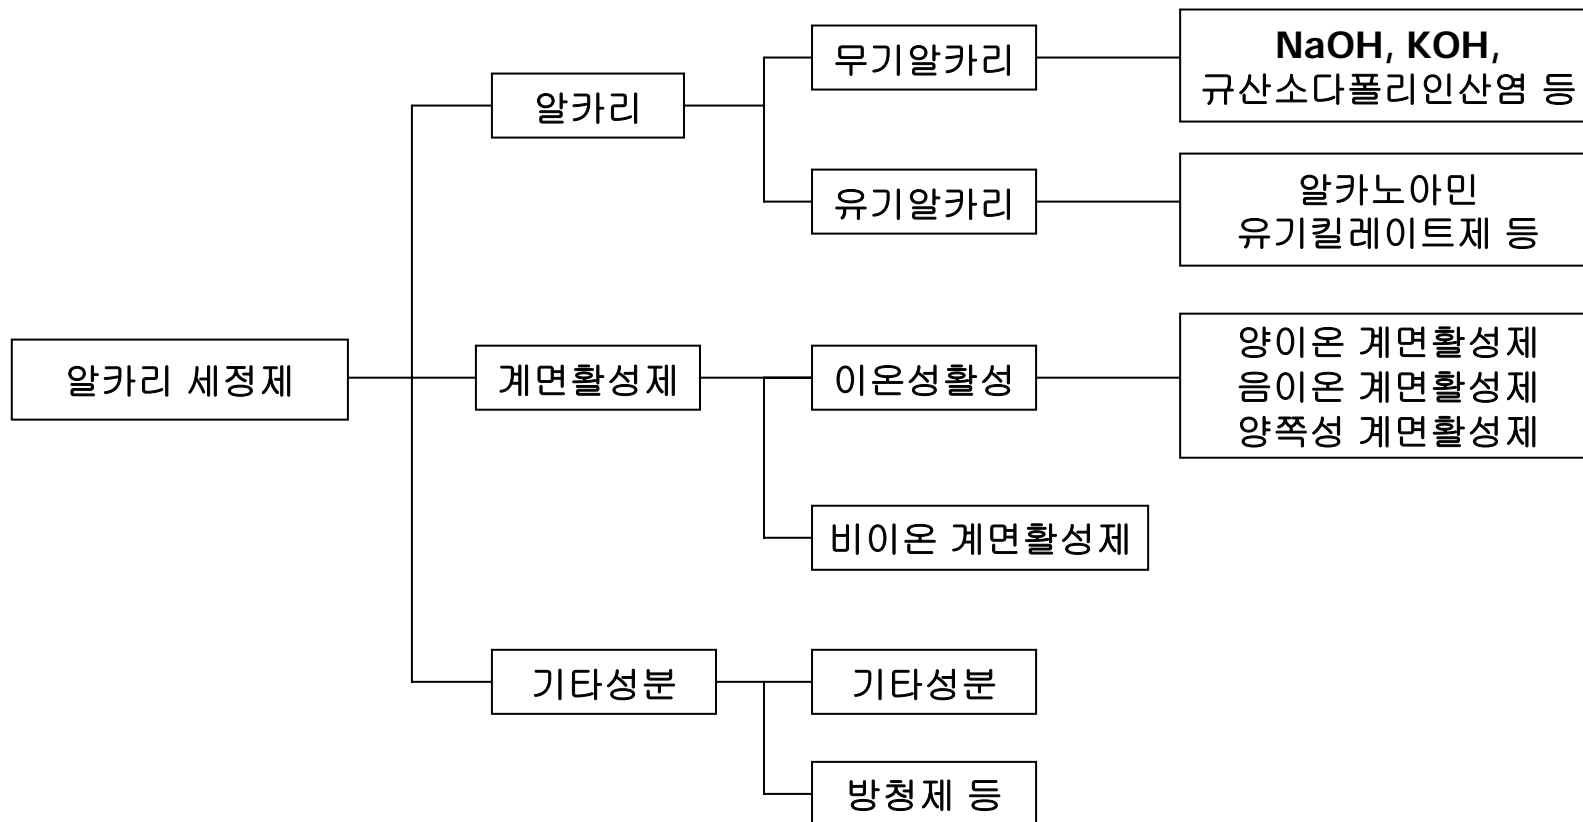 무기알카리
NaOH, KOH,
규산소다폴리인산염 등
알카리
유기알카리
알카노아민
유기킬레이트제 등
알카리 세정제
계면활성제
이온성활성
양이온 계면활성제
음이온 계면활성제
양쪽성 계면활성제
비이온 계면활성제
기타성분
기타성분
방청제 등